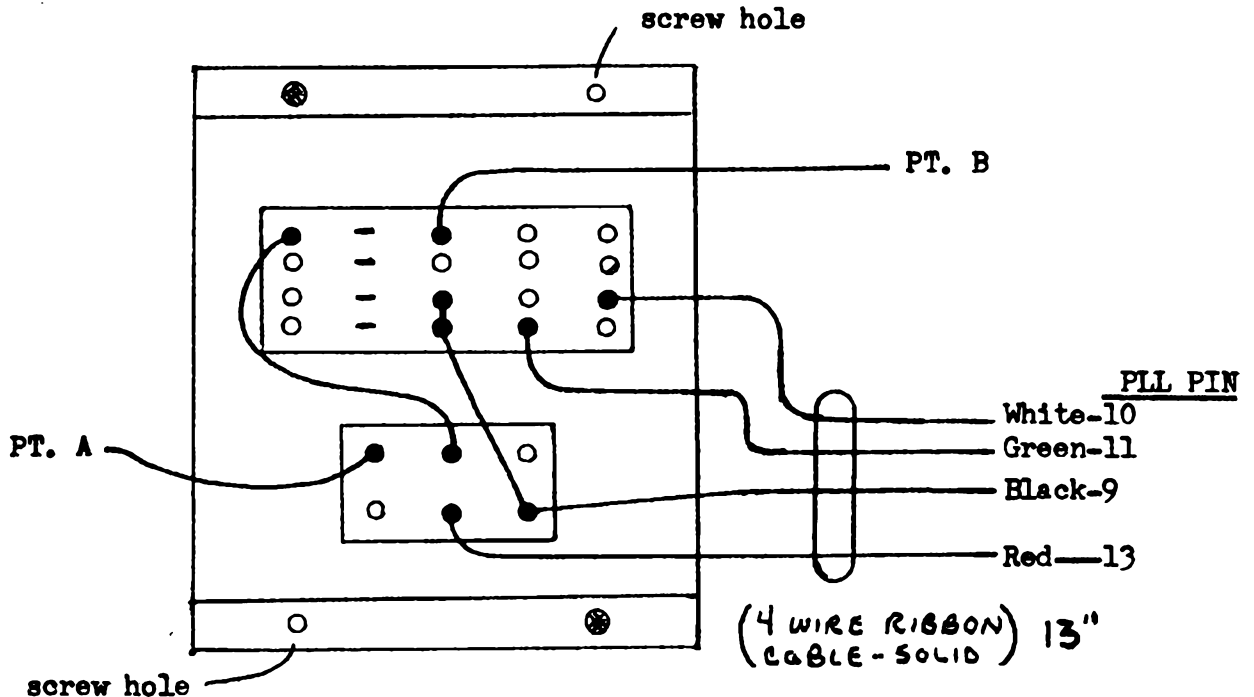 screw hole
PT. B
PLL PIN
White-10
Green-11
PT. A
Black-9
Red—13
(4 WIRE RIBBON) 13"
CABLE-SOLID
screw hole